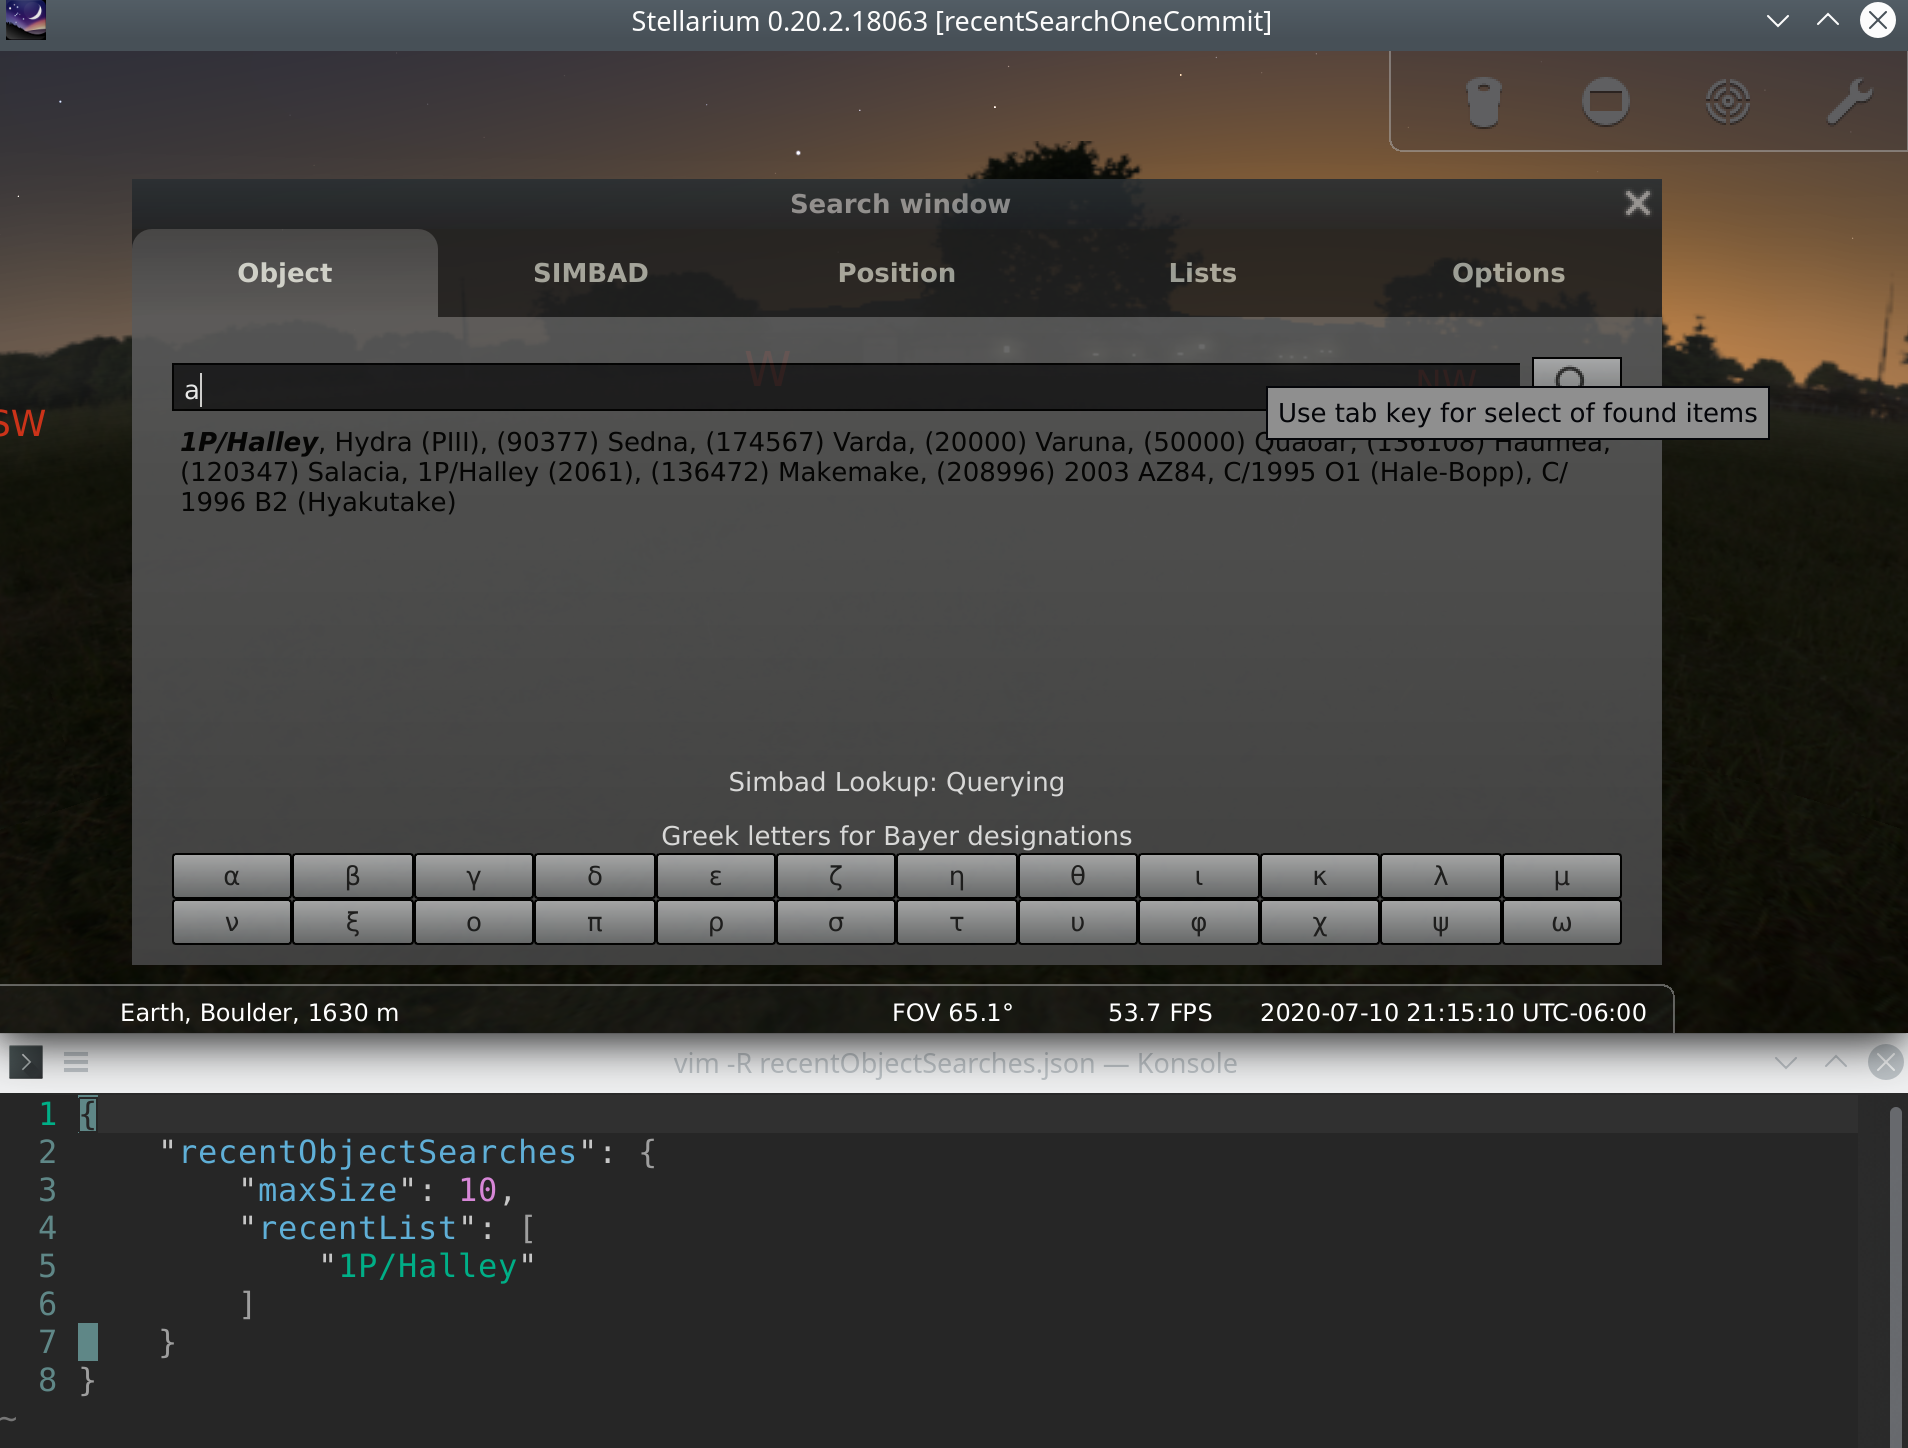 Stellarium 0.20.2.18063 [recentSearchOneCommit]
Search window
Object SIMBAD Position Lists Options
W NW
a
SW
Use tab key for select of found items
1P/Halley, Hydra (PIII), (90377) Sedna, (174567) Varda, (20000) Varuna, (50000) Quaoar, (136108) Haumea,
(120347) Salacia, 1P/Halley (2061), (136472) Makemake, (208996) 2003 AZ84, C/1995 O1 (Hale-Bopp), C/
1996 B2 (Hyakutake)
Simbad Lookup: Querying
Greek letters for Bayer designations
α β γ δ ε ζ η θ ι κ λ μ
ν ξ ο π ρ σ τ υ φ χ ψ ω
Earth, Boulder, 1630 m FOV 65.1° 53.7 FPS 2020-07-10 21:15:10 UTC-06:00
vim -R recentObjectSearches.json — Konsole
1 {
2 "recentObjectSearches": {
3 "maxSize": 10,
4 "recentList": [
5 "1P/Halley"
6 ]
7 }
8 }
~